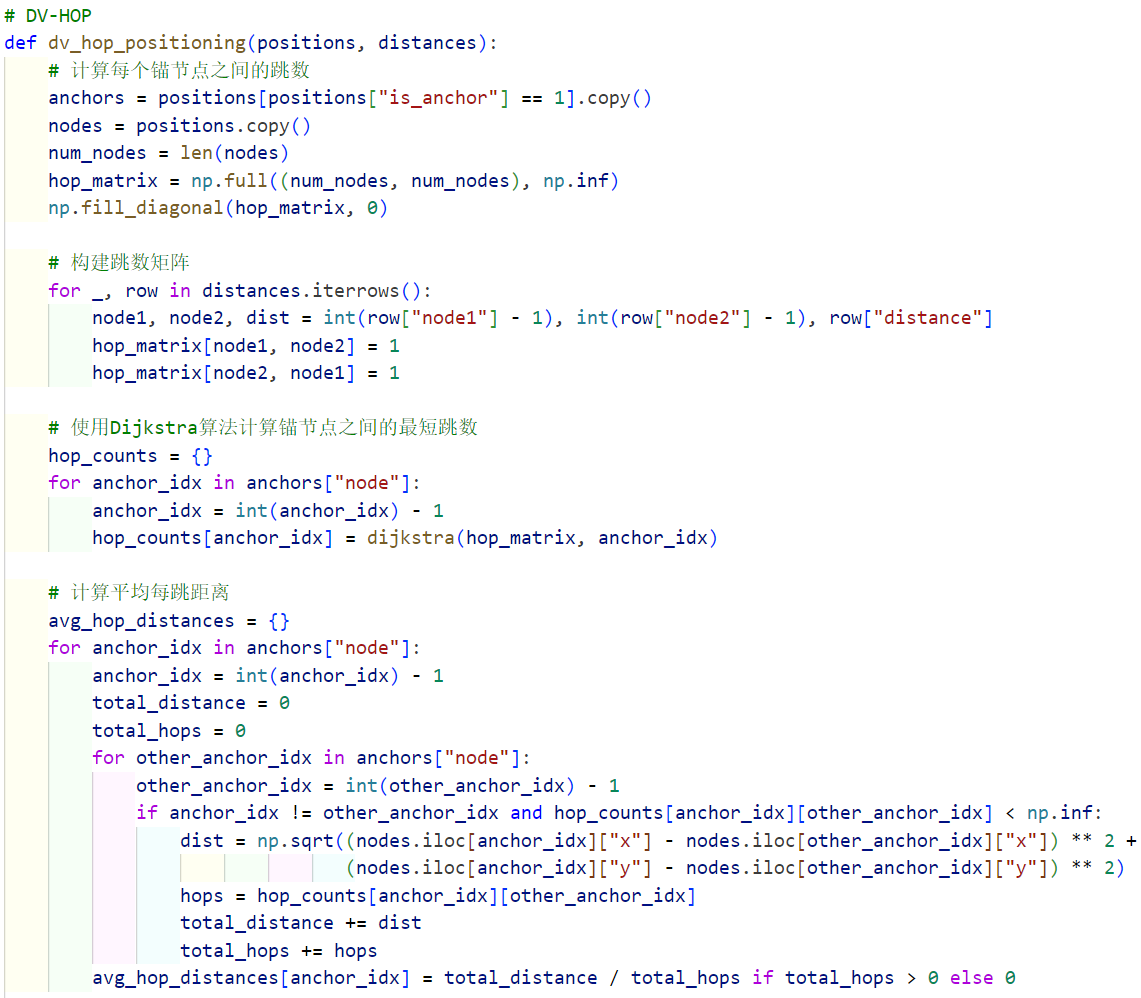 # DV-HOP
def dv_hop_positioning(positions, distances):
    # 计算每个锚节点之间的跳数
    anchors = positions[positions["is_anchor"] == 1].copy()
    nodes = positions.copy()
    num_nodes = len(nodes)
    hop_matrix = np.full((num_nodes, num_nodes), np.inf)
    np.fill_diagonal(hop_matrix, 0)

    # 构建跳数矩阵
    for _, row in distances.iterrows():
        node1, node2, dist = int(row["node1"] - 1), int(row["node2"] - 1), row["distance"]
        hop_matrix[node1, node2] = 1
        hop_matrix[node2, node1] = 1

    # 使用Dijkstra算法计算锚节点之间的最短跳数
    hop_counts = {}
    for anchor_idx in anchors["node"]:
        anchor_idx = int(anchor_idx) - 1
        hop_counts[anchor_idx] = dijkstra(hop_matrix, anchor_idx)

    # 计算平均每跳距离
    avg_hop_distances = {}
    for anchor_idx in anchors["node"]:
        anchor_idx = int(anchor_idx) - 1
        total_distance = 0
        total_hops = 0
        for other_anchor_idx in anchors["node"]:
            other_anchor_idx = int(other_anchor_idx) - 1
            if anchor_idx != other_anchor_idx and hop_counts[anchor_idx][other_anchor_idx] < np.inf:
                dist = np.sqrt((nodes.iloc[anchor_idx]["x"] - nodes.iloc[other_anchor_idx]["x"]) ** 2 +
                               (nodes.iloc[anchor_idx]["y"] - nodes.iloc[other_anchor_idx]["y"]) ** 2)
                hops = hop_counts[anchor_idx][other_anchor_idx]
                total_distance += dist
                total_hops += hops
        avg_hop_distances[anchor_idx] = total_distance / total_hops if total_hops > 0 else 0